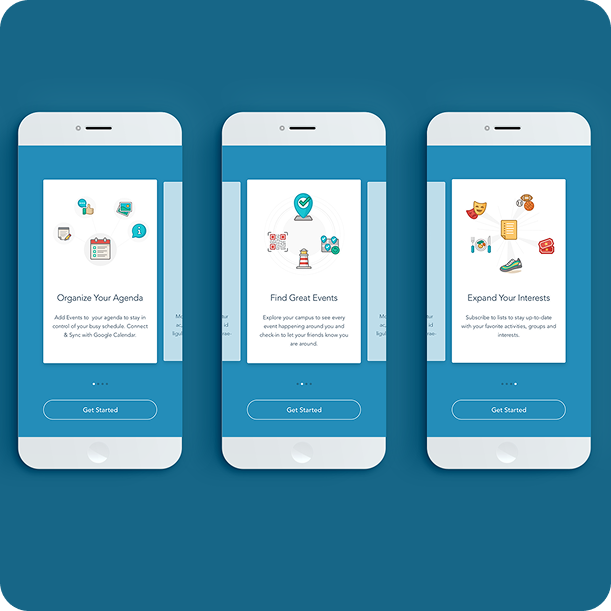 Organize Your Agenda
Add Events to your agenda to stay in
control of your busy schedule. Connect
& Sync with Google Calendar.
Get Started
Find Great Events
Explore your campus to see every
event happening around you and
check-in to let your friends know you
are around.
Get Started
Expand Your Interests
Subscribe to lists to stay up-to-date
with your favorite activities, groups and
interests.
Get Started